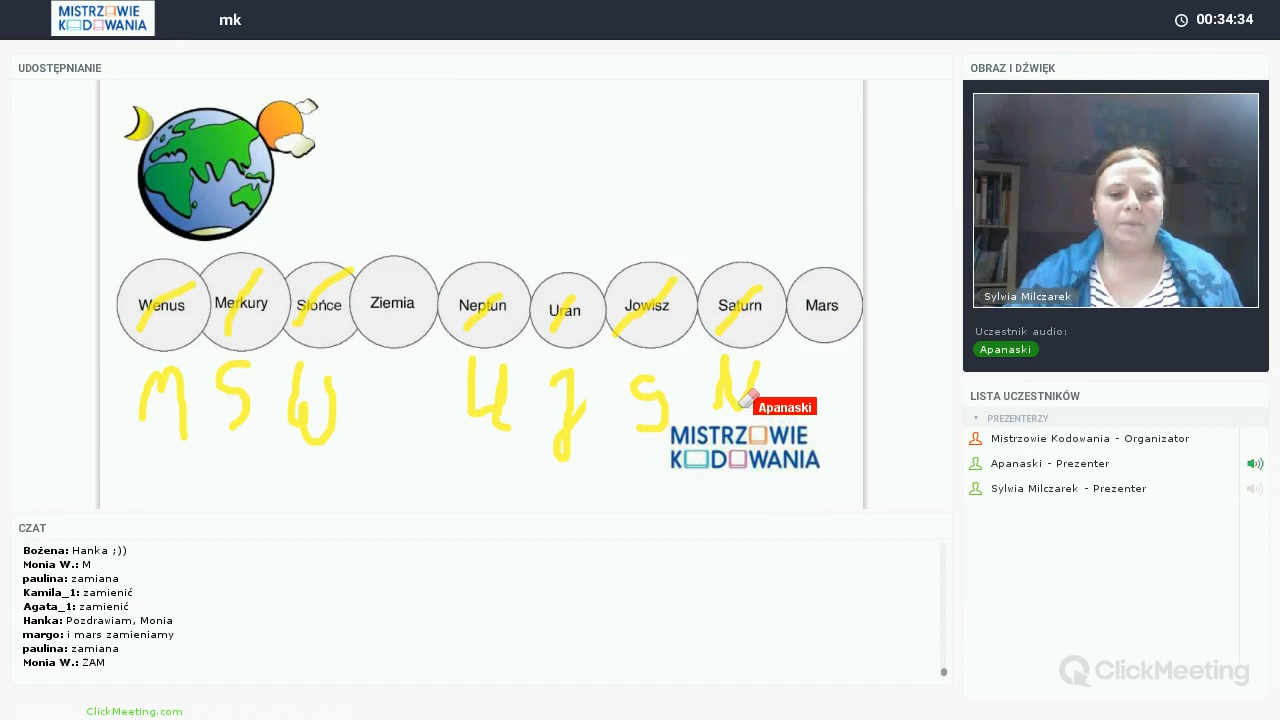 MISTRZOWIE KODOWANIA
mk
00:34:34
UDOSTĘPNIANIE
Wenus Merkury Słońce Ziemia Neptun Uran Jowisz Saturn Mars
M S W U J S N
Apanaski
MISTRZOWIE
KODOWANIA
CZAT
Bożena: Hanka ;))
Monia W.: M
paulina: zamiana
Kamila_1: zamienić
Agata_1: zamienić
Hanka: Pozdrawiam, Monia
margo: i mars zamieniamy
paulina: zamiana
Monia W.: ZAM
ClickMeeting.com
OBRAZ I DŹWIĘK
Sylwia Milczarek
Uczestnik audio:
Apanaski
LISTA UCZESTNIKÓW
PREZENTERZY
Mistrzowie Kodowania - Organizator
Apanaski - Prezenter
Sylwia Milczarek - Prezenter
ClickMeeting